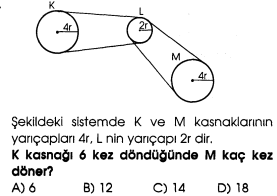 K
L
4r
2r
M
4r
Şekildeki sistemde K ve M kasnaklarının
yarıçapları 4r, L nin yarıçapı 2r dir.
K kasnağı 6 kez döndüğünde M kaç kez
döner?
A) 6 B) 12 C) 14 D) 18